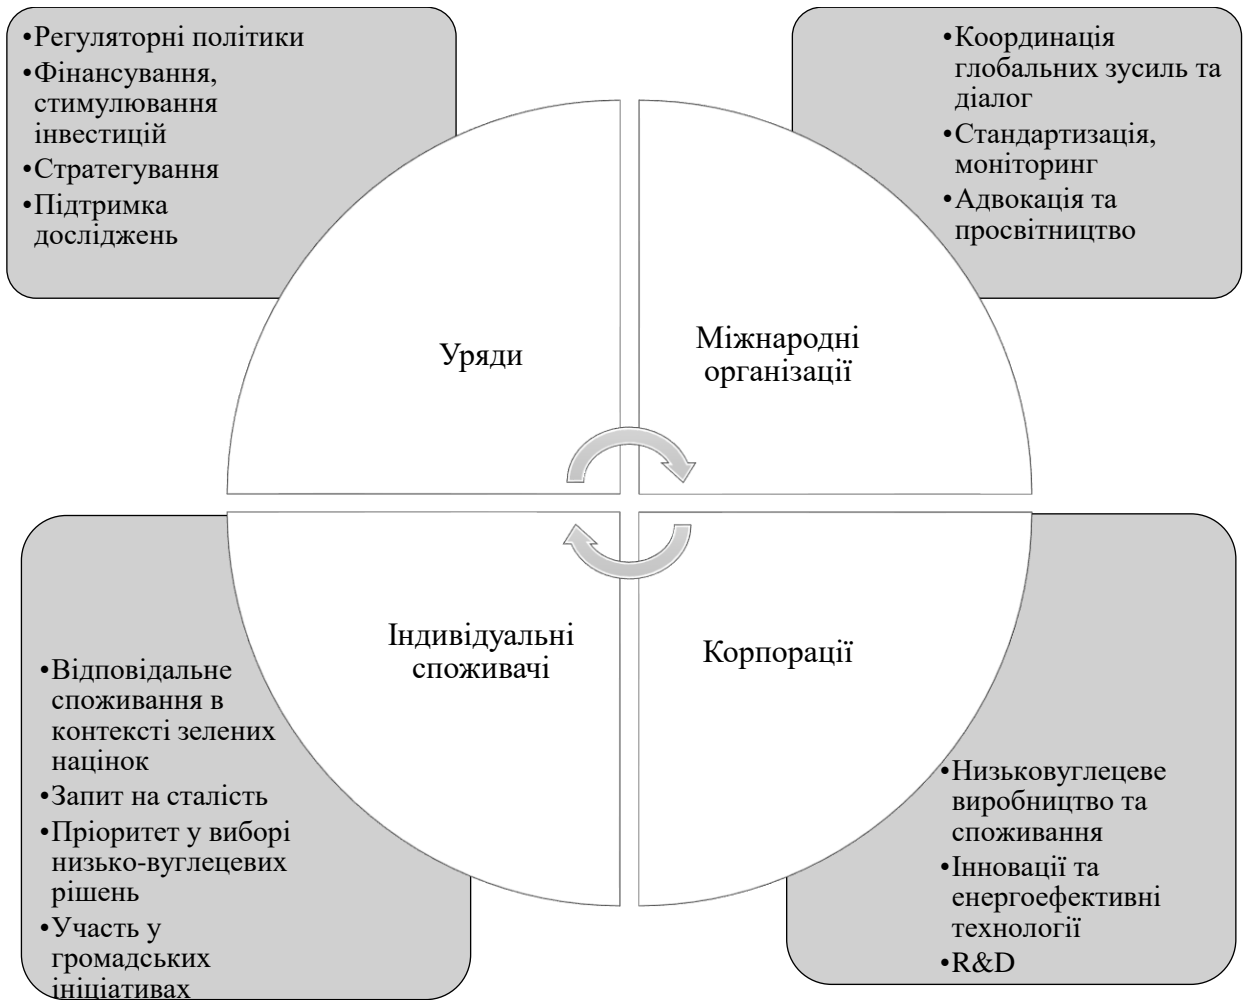 •Регуляторні політики
•Фінансування,
стимулювання
інвестицій
•Стратегування
•Підтримка
досліджень
•Координація
глобальних зусиль та
діалог
•Стандартизація,
моніторинг
•Адвокація та
просвітництво
Уряди
Міжнародні
організації
Індивідуальні
споживачі
Корпорації
•Відповідальне
споживання в
контексті зелених
націнок
•Запит на сталість
•Пріоритет у виборі
низько-вуглецевих
рішень
•Участь у
громадських
ініціативах
•Низьковуглецеве
виробництво та
споживання
•Інновації та
енергоефективні
технології
•R&D